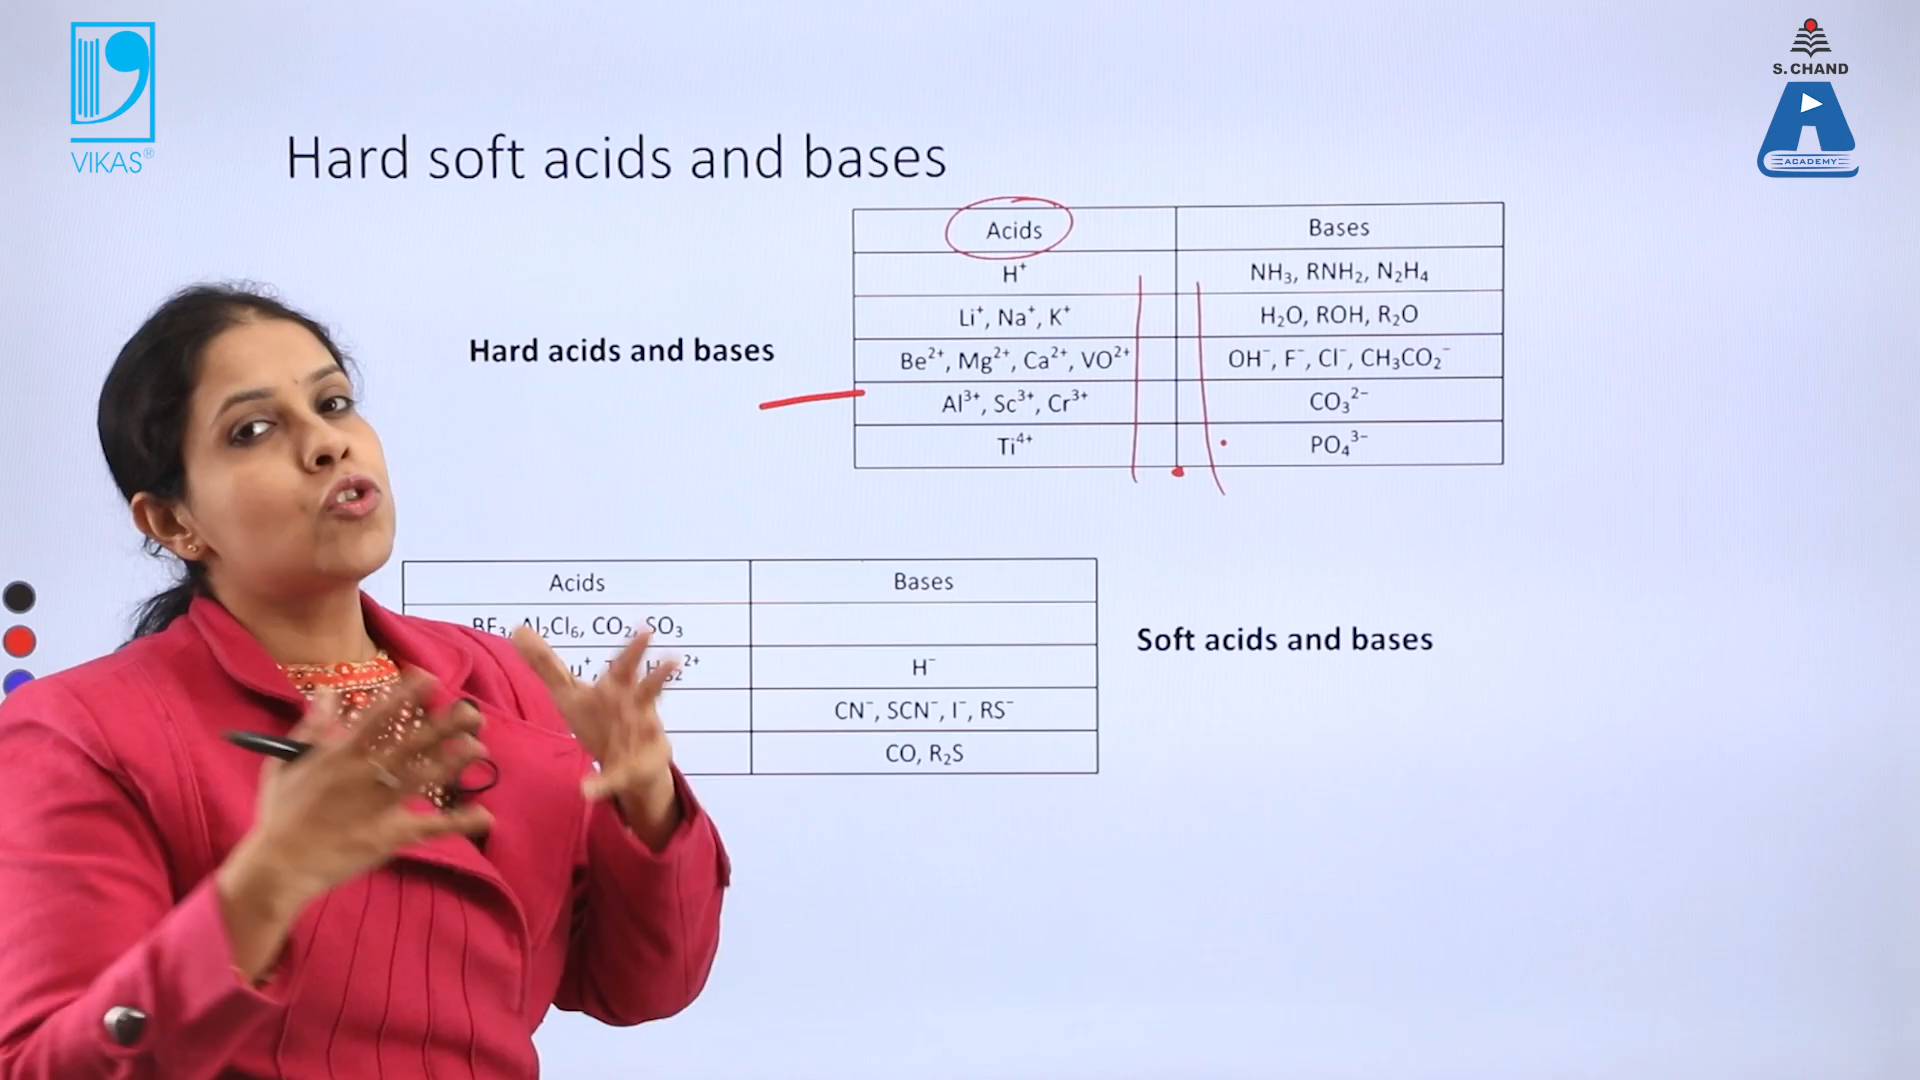 VIKAS®
S. CHAND
ACADEMY
Hard soft acids and bases
Acids Bases
H⁺ NH₃, RNH₂, N₂H₄
Li⁺, Na⁺, K⁺ H₂O, ROH, R₂O
Hard acids and bases
Be²⁺, Mg²⁺, Ca²⁺, VO²⁺ OH⁻, F⁻, Cl⁻, CH₃CO₂⁻
Al³⁺, Sc³⁺, Cr³⁺ CO₃²⁻
Ti⁴⁺ PO₄³⁻
Acids Bases
BF₃, Al₂Cl₆, CO₂, SO₃
Soft acids and bases
H⁻
CN⁻, SCN⁻, I⁻, RS⁻
CO, R₂S